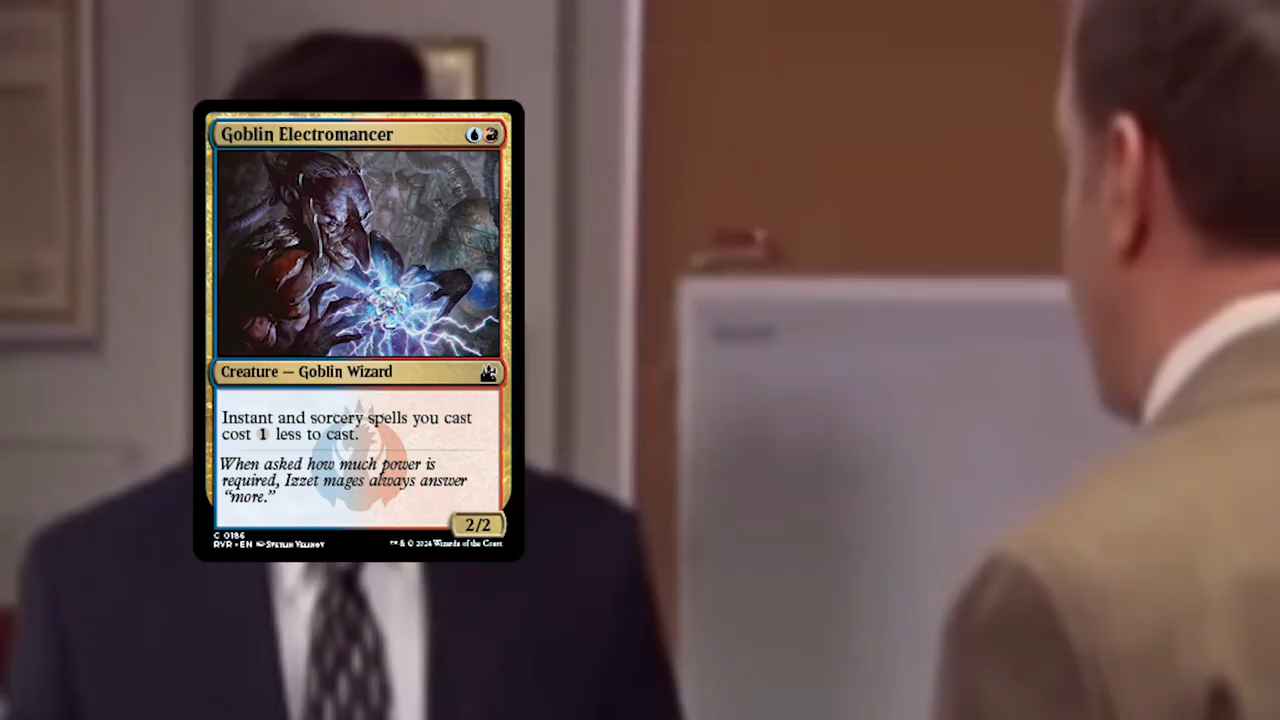 Goblin Electromancer
Creature — Goblin Wizard
Instant and sorcery spells you cast
cost 1 less to cast.
When asked how much power is
required, Izzet mages always answer
“more.”
2/2
C 0186
RVR • EN Svetlin Velinov
™ & © 2024 Wizards of the Coast